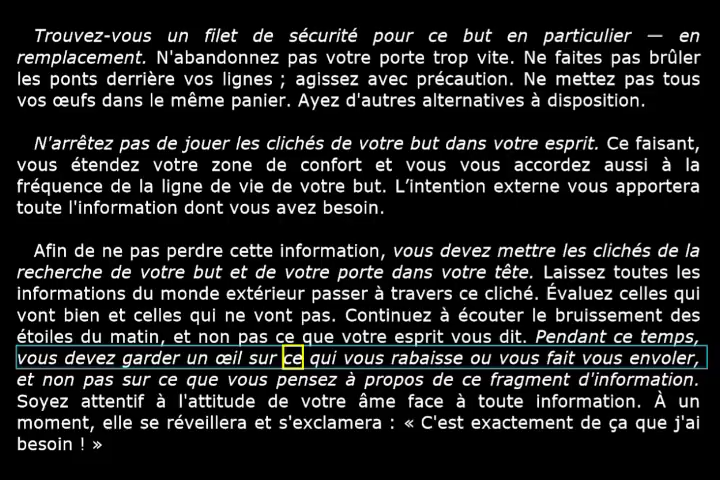 Trouvez-vous un filet de sécurité pour ce but en particulier — en
remplacement. N'abandonnez pas votre porte trop vite. Ne faites pas brûler
les ponts derrière vos lignes ; agissez avec précaution. Ne mettez pas tous
vos œufs dans le même panier. Ayez d'autres alternatives à disposition.
N'arrêtez pas de jouer les clichés de votre but dans votre esprit. Ce faisant,
vous étendez votre zone de confort et vous vous accordez aussi à la
fréquence de la ligne de vie de votre but. L’intention externe vous apportera
toute l'information dont vous avez besoin.
Afin de ne pas perdre cette information, vous devez mettre les clichés de la
recherche de votre but et de votre porte dans votre tête. Laissez toutes les
informations du monde extérieur passer à travers ce cliché. Évaluez celles qui
vont bien et celles qui ne vont pas. Continuez à écouter le bruissement des
étoiles du matin, et non pas ce que votre esprit vous dit. Pendant ce temps,
vous devez garder un œil sur ce qui vous rabaisse ou vous fait vous envoler,
et non pas sur ce que vous pensez à propos de ce fragment d'information.
Soyez attentif à l'attitude de votre âme face à toute information. À un
moment, elle se réveillera et s'exclamera : « C'est exactement de ça que j'ai
besoin ! »